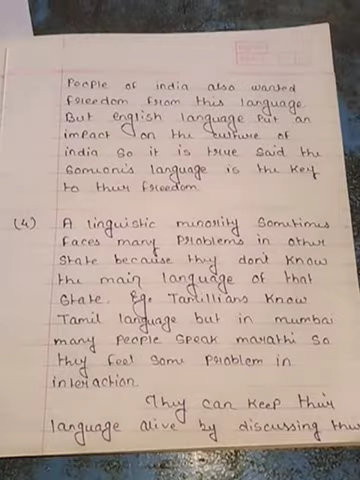 People of india also wanted
freedom from this language.
But english language put an
impact on the culture of
india so it is true said the
someone's language is the key
to thur freedom
(4) A linguistic minority sometimes
faces many problems in other
state because they don't know
the main language of that
state. Eg. Tamillians know
Tamil language but in mumbai
many people speak marathi so
they feel some problem in
interaction.
They can keep their
language alive by discussing